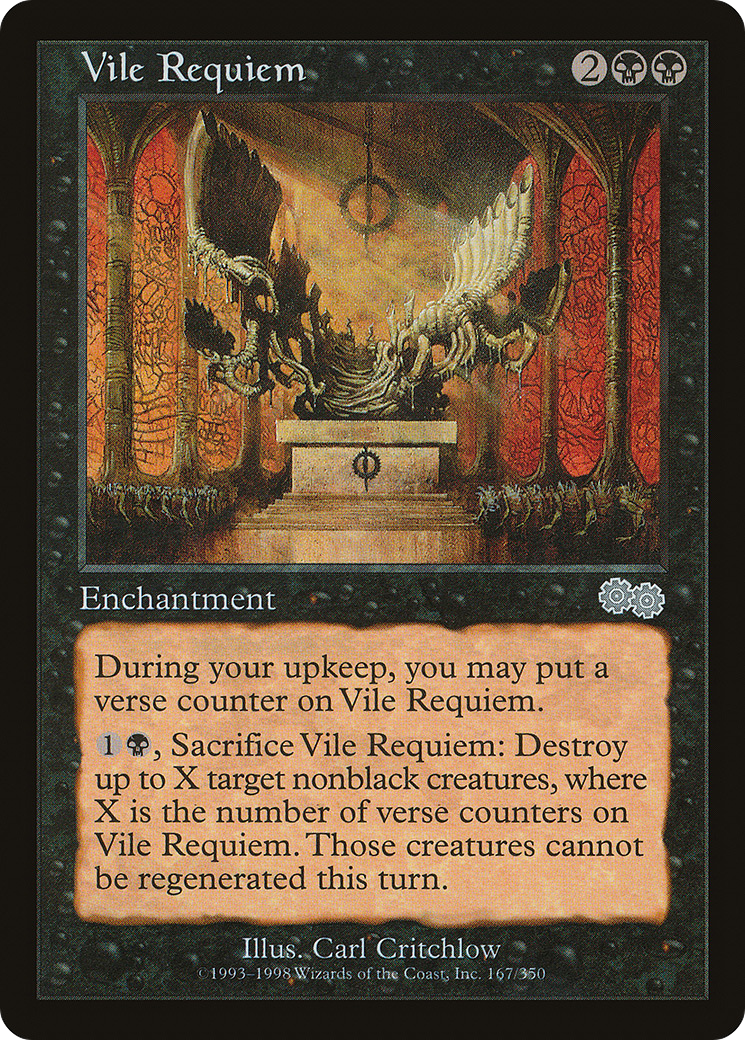 Vile Requiem 2
Enchantment
During your upkeep, you may put a
verse counter on Vile Requiem.
1, Sacrifice Vile Requiem: Destroy
up to X target nonblack creatures, where
X is the number of verse counters on
Vile Requiem. Those creatures cannot
be regenerated this turn.
Illus. Carl Critchlow
©1993–1998 Wizards of the Coast, Inc. 167/350